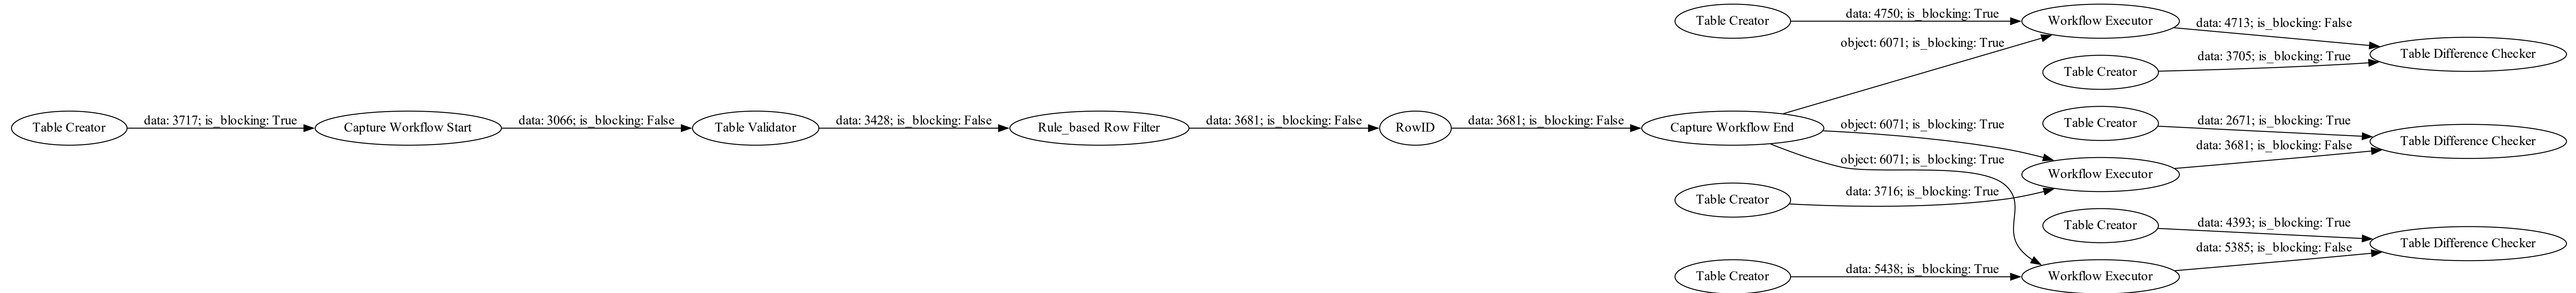 Table Creator
data: 4750; is_blocking: True
Workflow Executor
data: 4713; is_blocking: False
object: 6071; is_blocking: True
Table Difference Checker
data: 3705; is_blocking: True
Table Creator
Table Creator
data: 3717; is_blocking: True
Capture Workflow Start
data: 3066; is_blocking: False
Table Validator
data: 3428; is_blocking: False
Rule_based Row Filter
data: 3681; is_blocking: False
RowID
data: 3681; is_blocking: False
Capture Workflow End
object: 6071; is_blocking: True
Table Creator
data: 2671; is_blocking: True
Table Difference Checker
data: 3681; is_blocking: False
object: 6071; is_blocking: True
Workflow Executor
Table Creator
data: 3716; is_blocking: True
Table Creator
data: 4393; is_blocking: True
Table Difference Checker
data: 5385; is_blocking: False
Table Creator
data: 5438; is_blocking: True
Workflow Executor